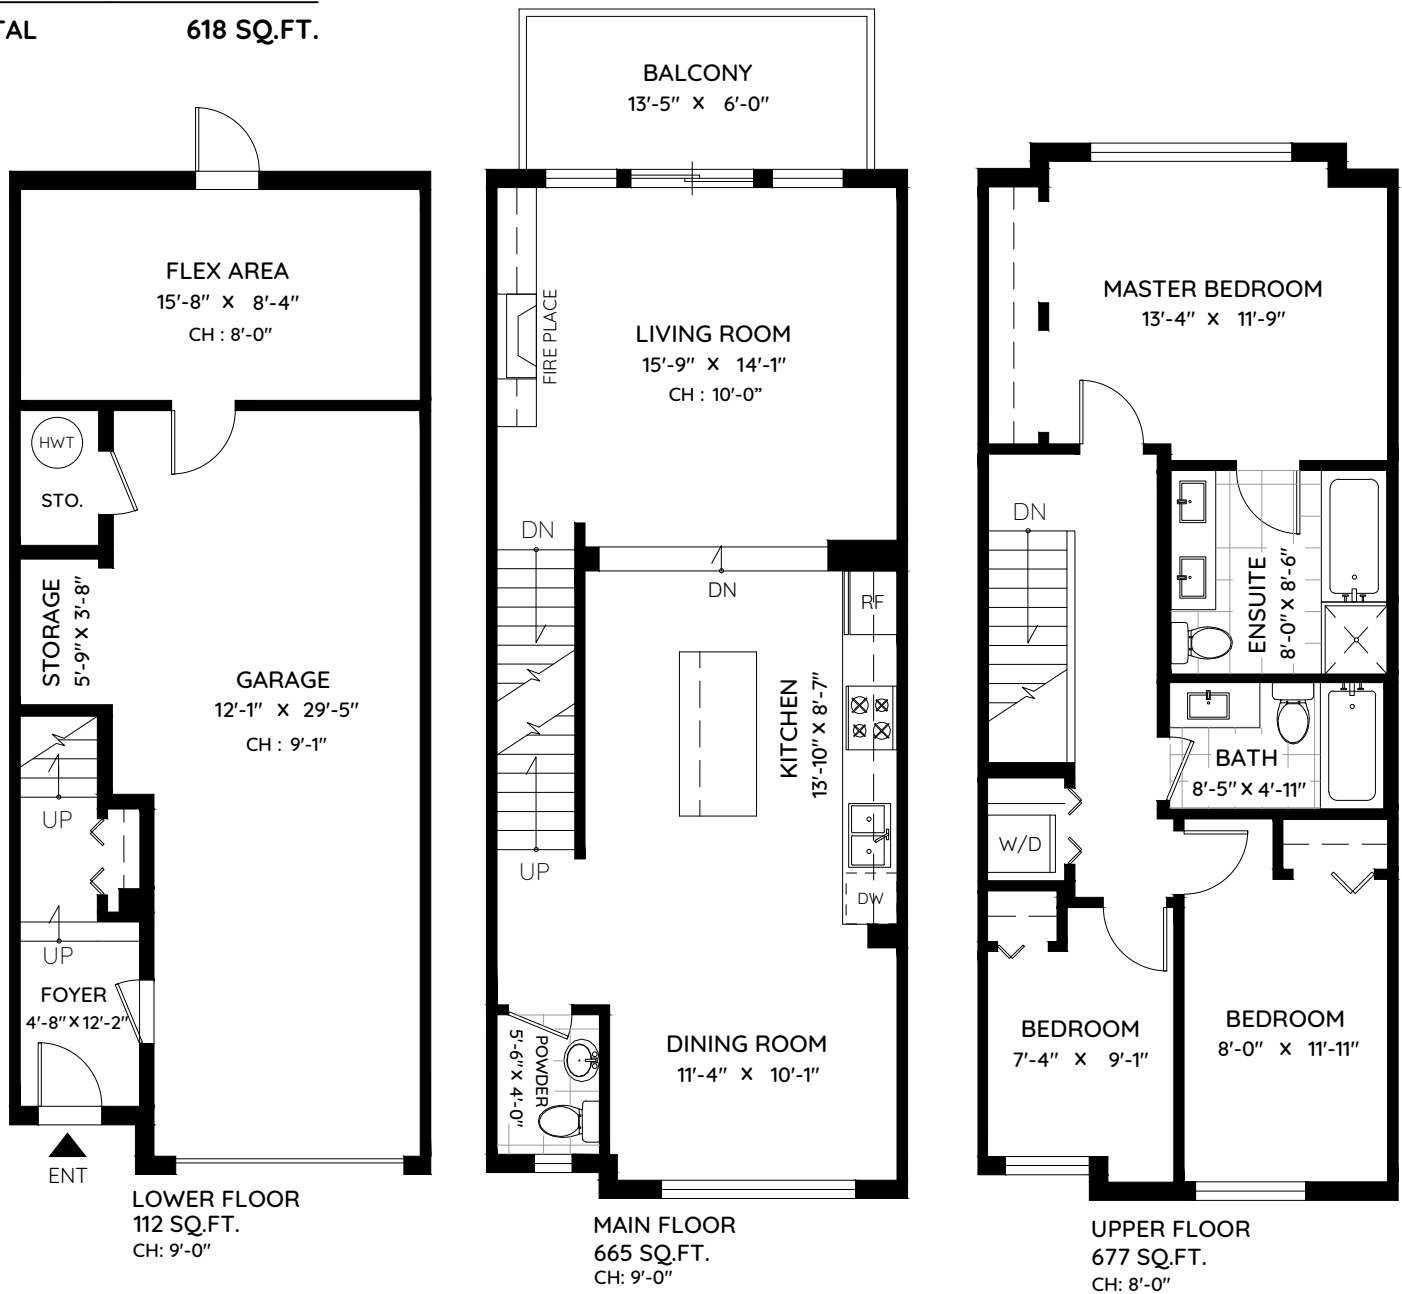 TAL 618 SQ.FT.
FLEX AREA
15'-8" X 8'-4"
CH : 8'-0"
HWT
STO.
STORAGE
5'-9" X 3'-8"
GARAGE
12'-1" X 29'-5"
CH : 9'-1"
UP
UP
FOYER
4'-8" X 12'-2"
ENT
LOWER FLOOR
112 SQ.FT.
CH: 9'-0"
BALCONY
13'-5" X 6'-0"
FIRE PLACE
LIVING ROOM
15'-9" X 14'-1"
CH : 10'-0"
DN
DN
RF
KITCHEN
13'-10" X 8'-7"
UP
DW
POWDER
5'-6" X 4'-0"
DINING ROOM
11'-4" X 10'-1"
MAIN FLOOR
665 SQ.FT.
CH: 9'-0"
MASTER BEDROOM
13'-4" X 11'-9"
DN
ENSUITE
8'-0" X 8'-6"
BATH
8'-5" X 4'-11"
W/D
BEDROOM
7'-4" X 9'-1"
BEDROOM
8'-0" X 11'-11"
UPPER FLOOR
677 SQ.FT.
CH: 8'-0"